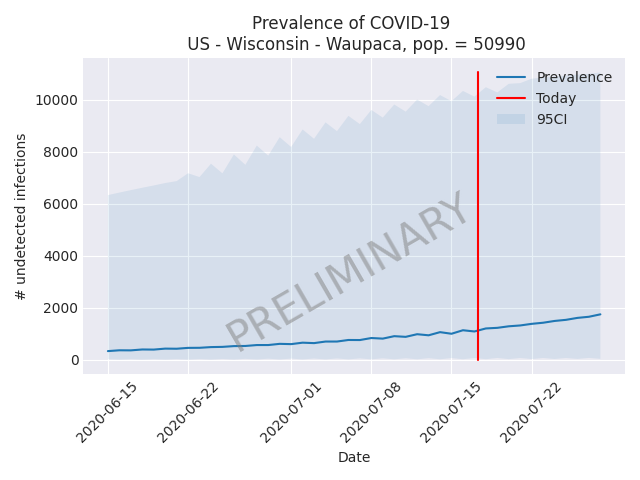 Prevalence of COVID-19
US - Wisconsin - Waupaca, pop. = 50990
Prevalence
Today
95CI
10000
8000
6000
4000
2000
0
# undetected infections
PRELIMINARY
2020-06-15
2020-06-22
2020-07-01
2020-07-08
2020-07-15
2020-07-22
Date